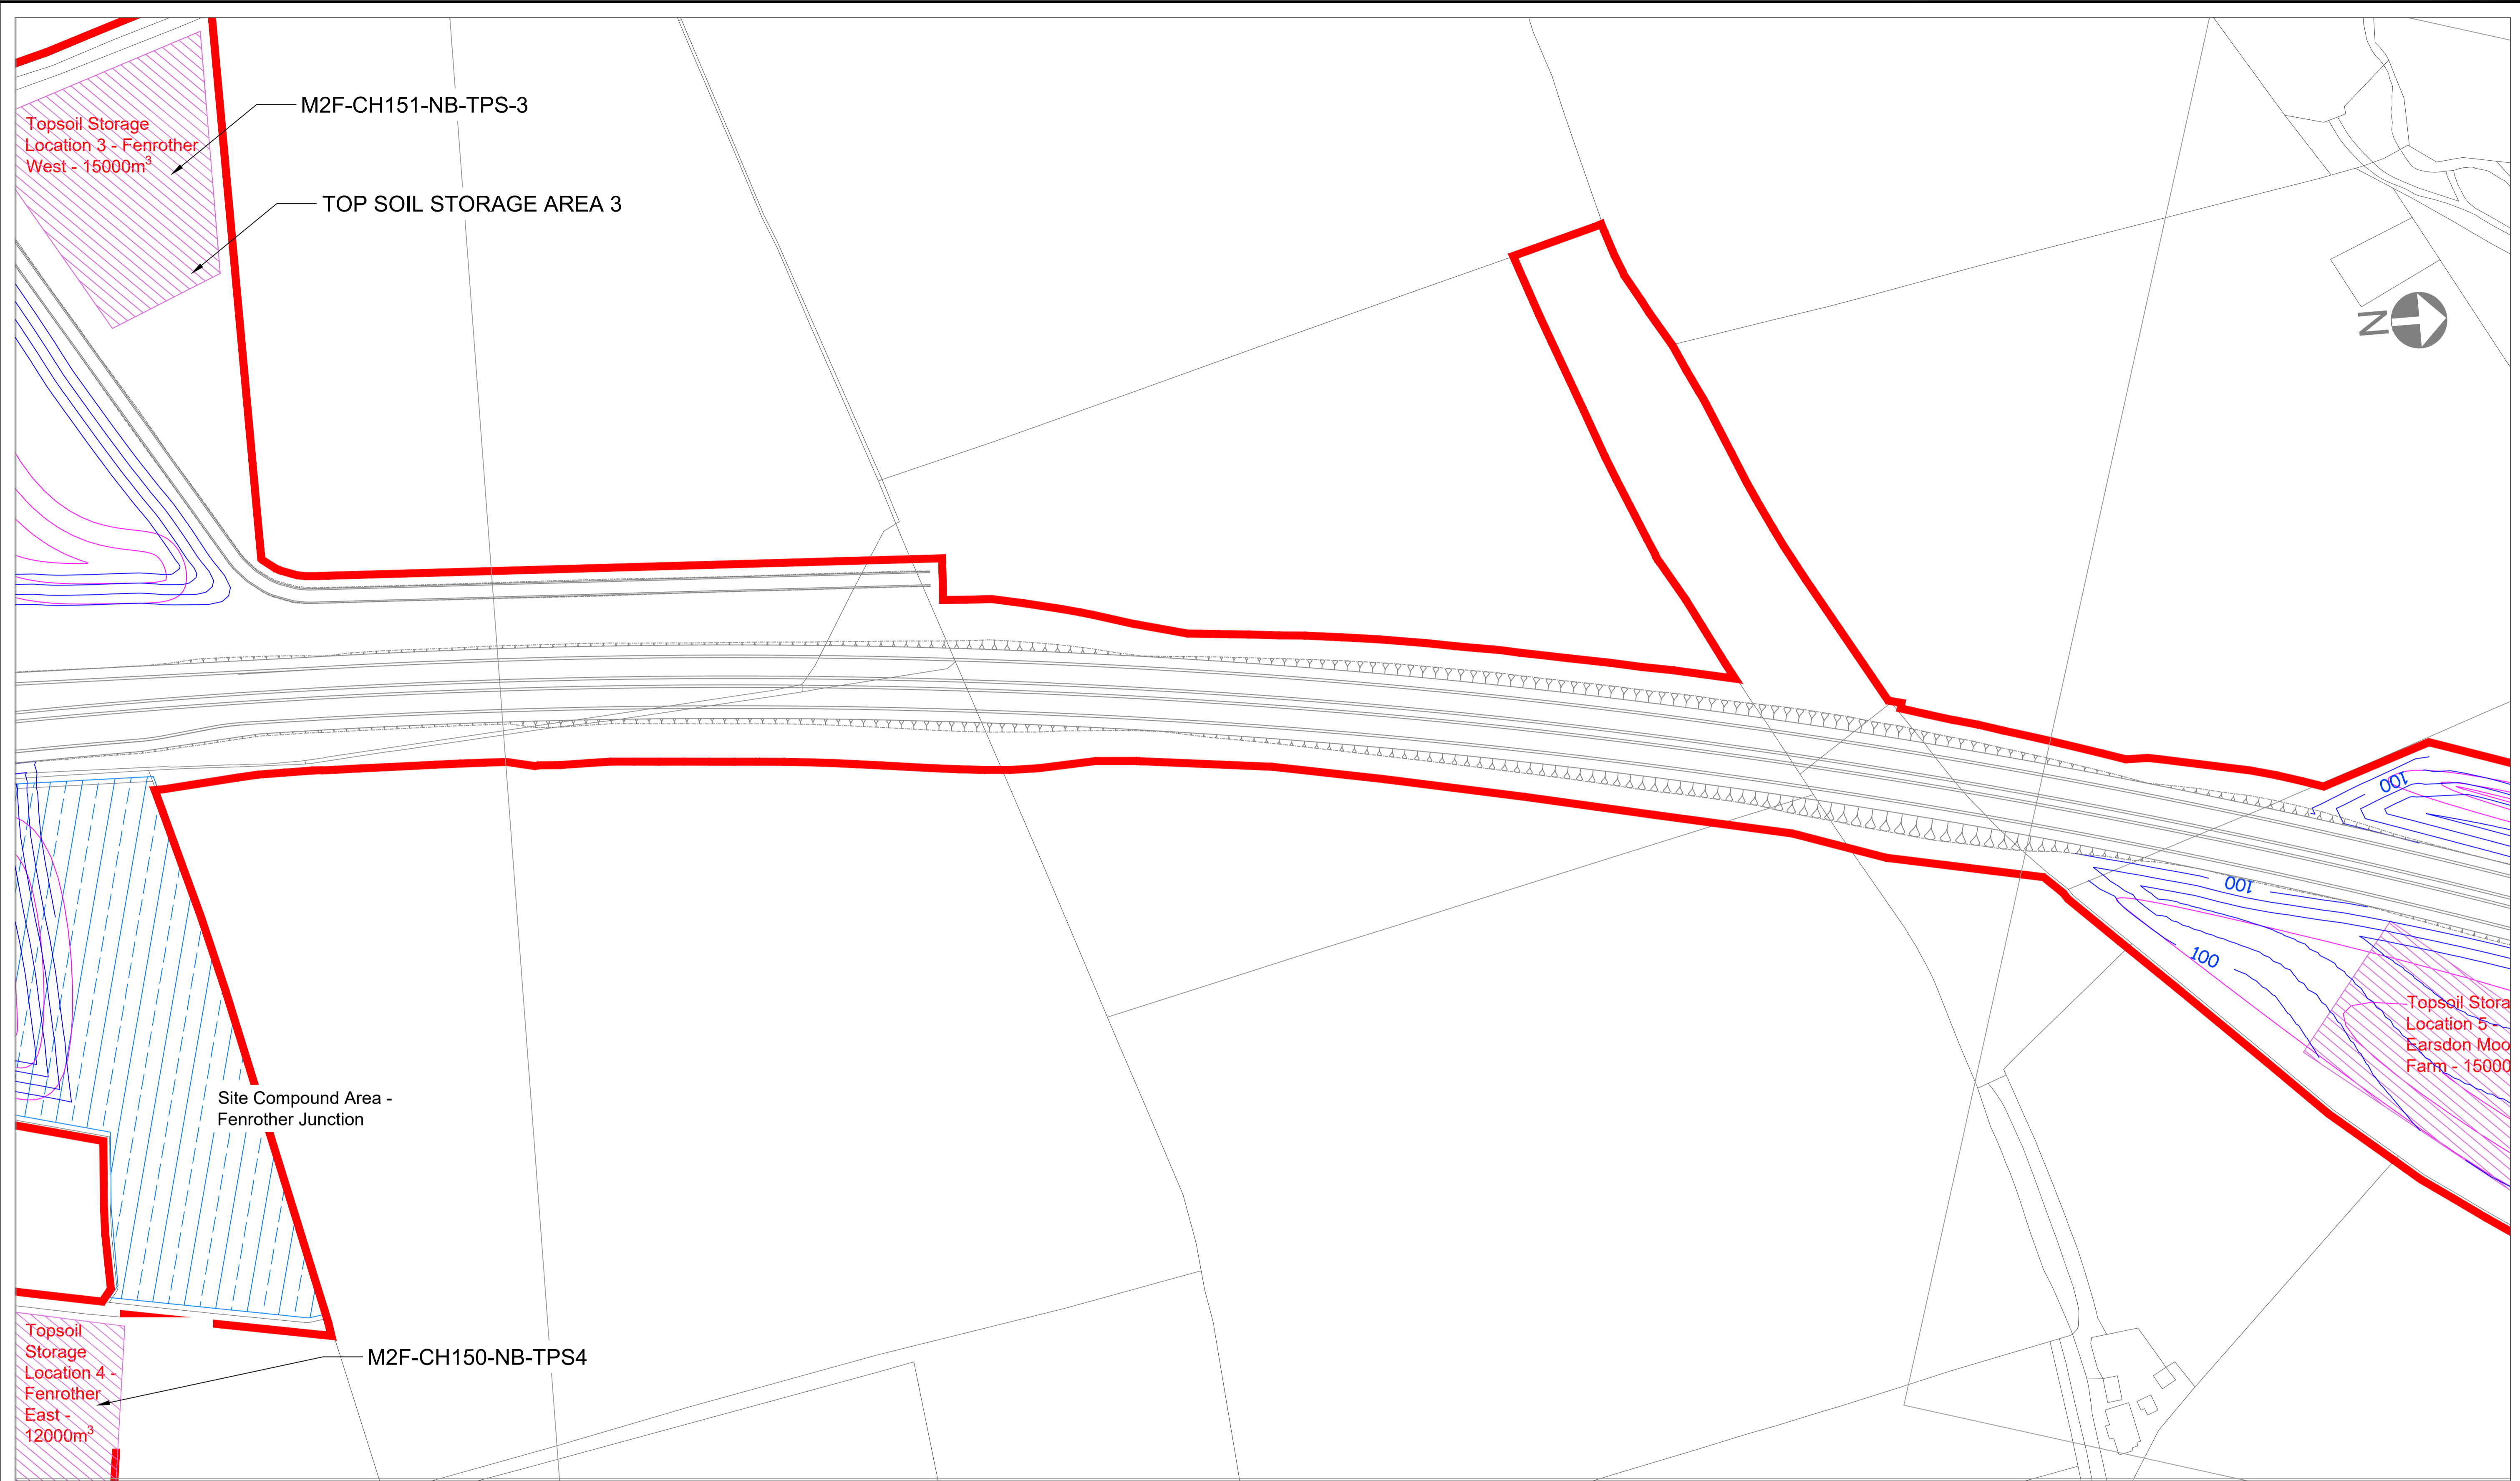 M2F-CH151-NB-TPS-3
Topsoil Storage
Location 3 - Fenrother
West - 15000m³
TOP SOIL STORAGE AREA 3
N
100
100
100
Topsoil Stora
Location 5 -
Earsdon Moo
Farm - 15000
Site Compound Area -
Fenrother Junction
Topsoil
Storage
Location 4 -
Fenrother
East -
12000m³
M2F-CH150-NB-TPS4